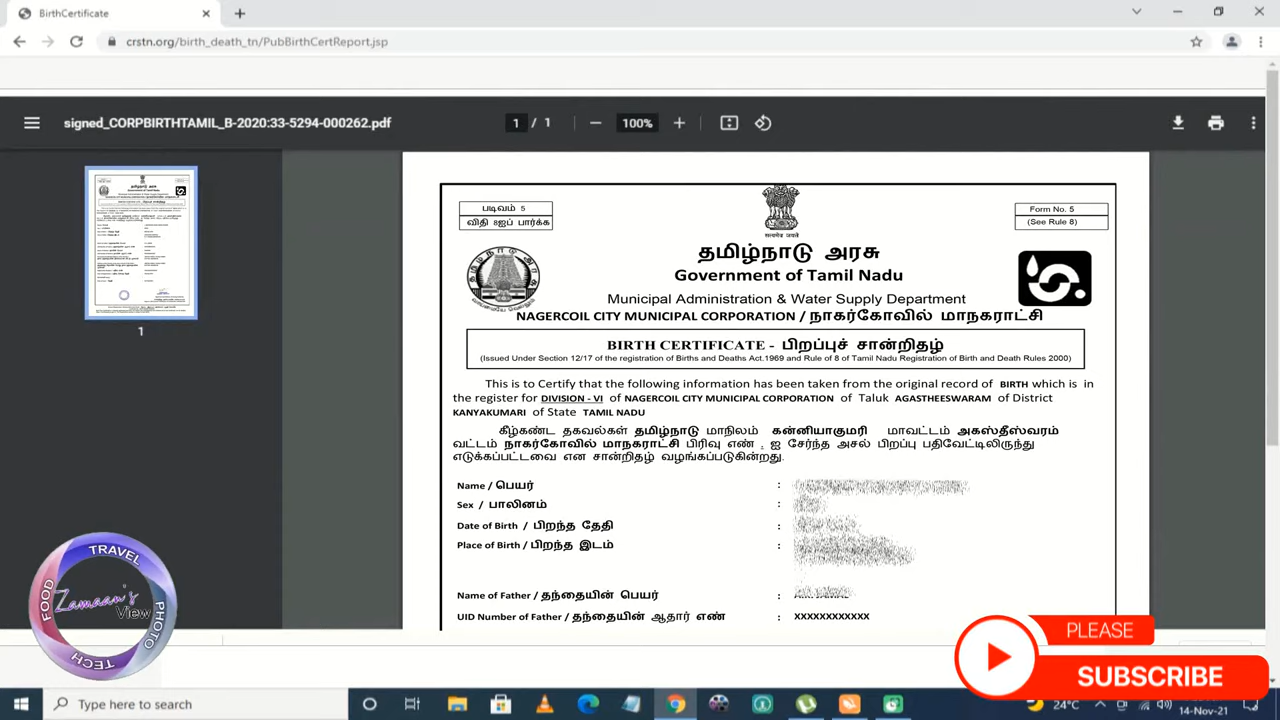 BirthCertificate
crstn.org/birth_death_tn/PubBirthCertReport.jsp
signed_CORPBIRTHTAMIL_B-2020:33-5294-000262.pdf
1 / 1
100%
1
படிவம் 5
விதி 8ஐப் பார்க்க
Form No. 5
(See Rule 8)
தமிழ்நாடு அரசு
Government of Tamil Nadu
Municipal Administration & Water Supply Department
NAGERCOIL CITY MUNICIPAL CORPORATION / நாகர்கோவில் மாநகராட்சி
BIRTH CERTIFICATE - பிறப்புச் சான்றிதழ்
(Issued Under Section 12/17 of the registration of Births and Deaths Act.1969 and Rule of 8 of Tamil Nadu Registration of Birth and Death Rules 2000)
This is to Certify that the following information has been taken from the original record of BIRTH which is in
the register for DIVISION - VI of NAGERCOIL CITY MUNICIPAL CORPORATION of Taluk AGASTHEESWARAM of District
KANYAKUMARI of State TAMIL NADU
கீழ்கண்ட தகவல்கள் தமிழ்நாடு மாநிலம் கன்னியாகுமரி மாவட்டம் அகஸ்தீஸ்வரம்
வட்டம் நாகர்கோவில் மாநகராட்சி பிரிவு எண் , ஐ சேர்ந்த அசல் பிறப்பு பதிவேட்டிலிருந்து
எடுக்கப்பட்டவை என சான்றிதழ் வழங்கப்படுகின்றது.
Name / பெயர் :
Sex / பாலினம் :
Date of Birth / பிறந்த தேதி :
Place of Birth / பிறந்த இடம் :
Name of Father / தந்தையின் பெயர் :
UID Number of Father / தந்தையின் ஆதார் எண் : XXXXXXXXXXXX
TRAVEL
FOOD
PHOTO
TECH
Zamaan's
View
PLEASE
SUBSCRIBE
Type here to search
24°C
14-Nov-21